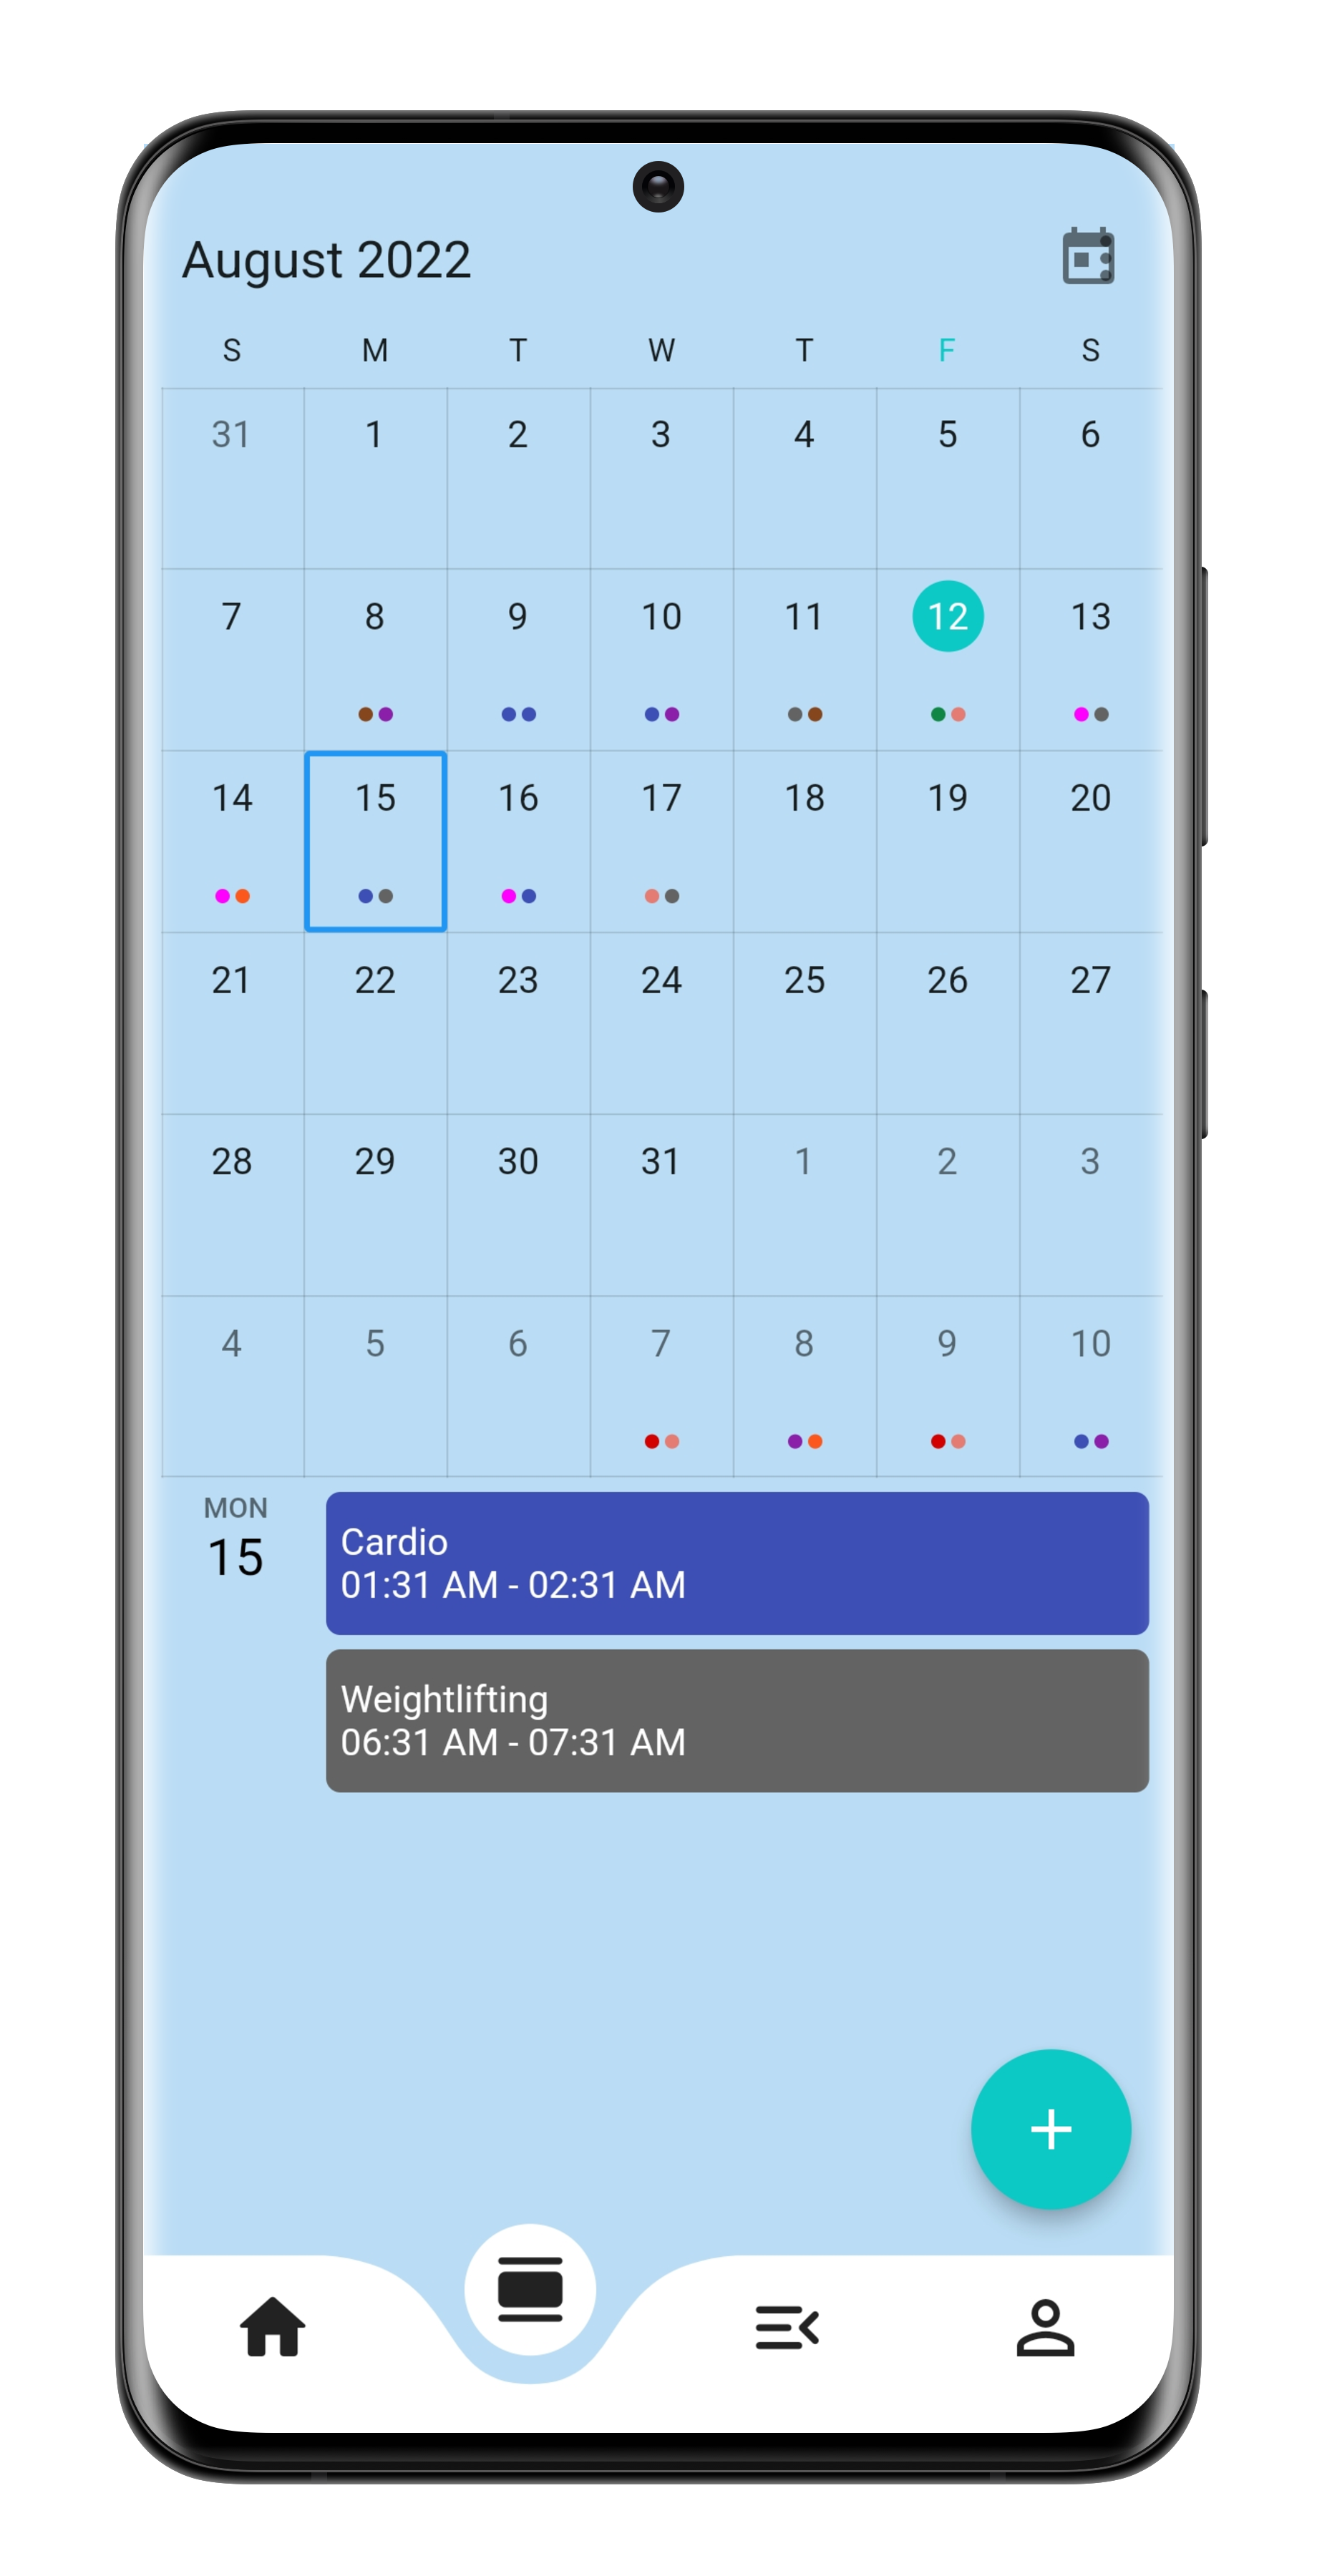 August 2022
S M T W T F S
31 1 2 3 4 5 6
7 8 9 10 11 12 13
14 15 16 17 18 19 20
21 22 23 24 25 26 27
28 29 30 31 1 2 3
4 5 6 7 8 9 10
MON
15
Cardio
01:31 AM - 02:31 AM
Weightlifting
06:31 AM - 07:31 AM